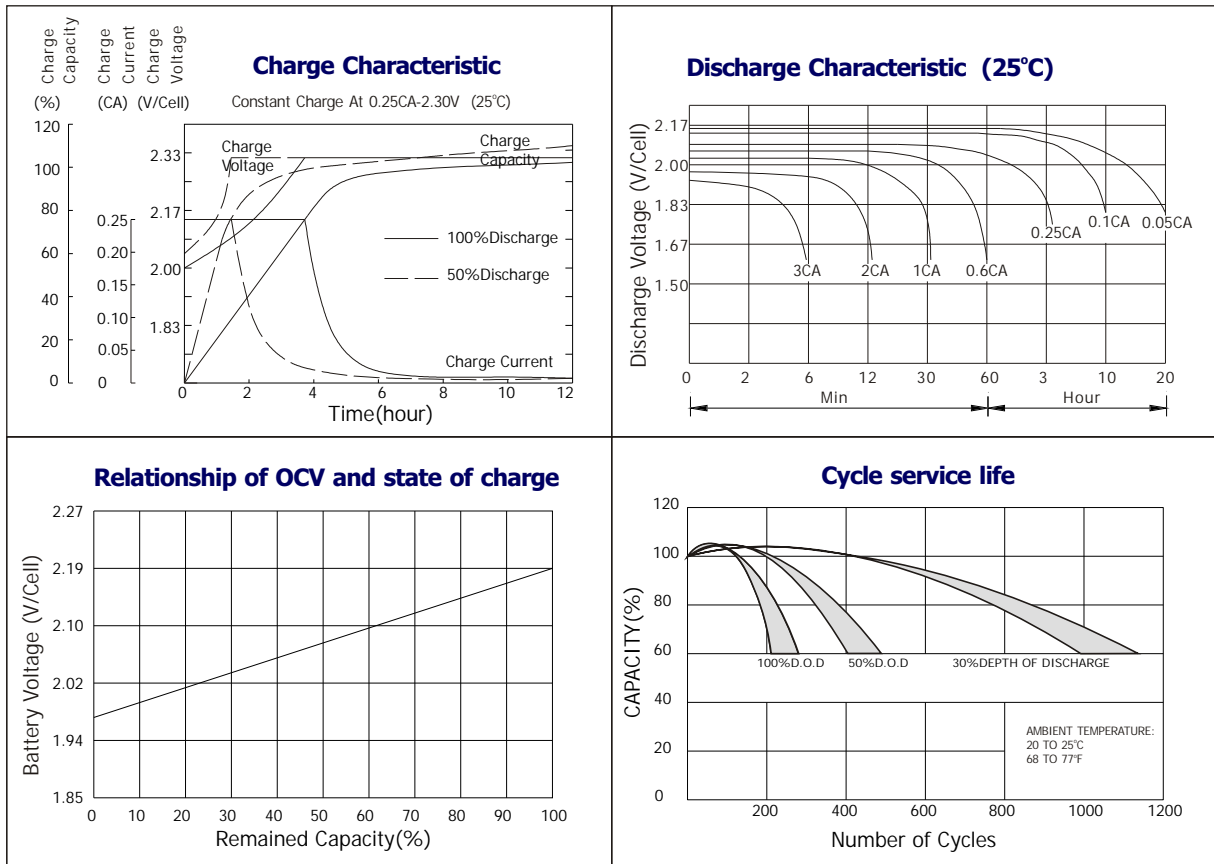 Charge Capacity
Charge Current
Charge Voltage
Charge Characteristic
(%) (CA) (V/Cell)
Constant Charge At 0.25CA-2.30V (25°C)
120
100
80
60
40
20
0
0.25
0.20
0.15
0.10
0.05
0
2.33
2.17
2.00
1.83
Charge Voltage
Charge Capacity
100%Discharge
50%Discharge
Charge Current
0 2 4 6 8 10 12
Time(hour)
Discharge Characteristic (25°C)
Discharge Voltage (V/Cell)
2.17
2.00
1.83
1.67
1.50
3CA 2CA 1CA 0.6CA 0.25CA 0.1CA 0.05CA
0 2 6 12 30 60 3 10 20
Min Hour
Relationship of OCV and state of charge
Battery Voltage (V/Cell)
2.27
2.19
2.10
2.02
1.94
1.85
0 10 20 30 40 50 60 70 80 90 100
Remained Capacity(%)
Cycle service life
CAPACITY(%)
120
100
80
60
40
20
0
100%D.O.D 50%D.O.D 30%DEPTH OF DISCHARGE
AMBIENT TEMPERATURE:
20 TO 25°C
68 TO 77°F
200 400 600 800 1000 1200
Number of Cycles